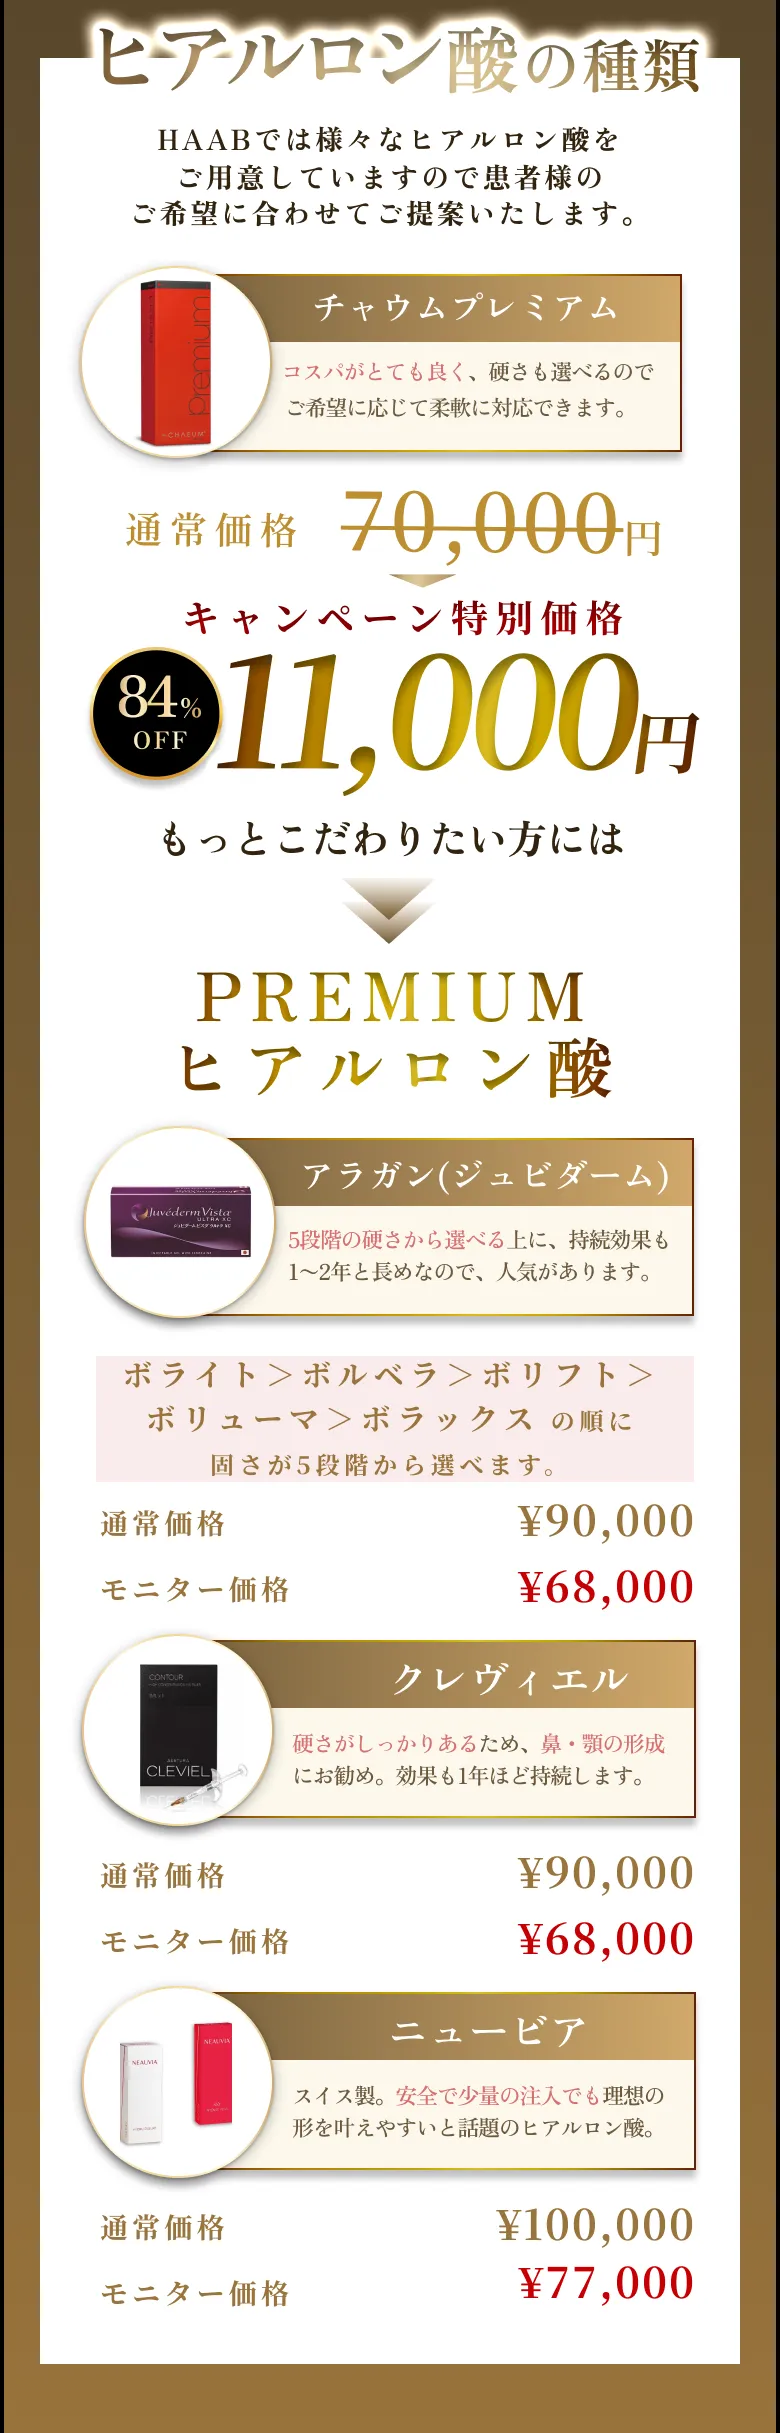 ヒアルロン酸の種類
HAABでは様々なヒアルロン酸を
ご用意していますので患者様の
ご希望に合わせてご提案いたします。
チャウムプレミアム
premium
CHAEUM
コスパがとても良く、硬さも選べるので
ご希望に応じて柔軟に対応できます。
通常価格 70,000円
キャンペーン特別価格
84%
OFF
11,000円
もっとこだわりたい方には
PREMIUM
ヒアルロン酸
アラガン(ジュビダーム)
Juvéderm Vista
ULTRA XC
ジュビダームビスタ ウルトラ XC
5段階の硬さから選べる上に、持続効果も
1〜2年と長めなので、人気があります。
ボライト＞ボルベラ＞ボリフト＞
ボリューマ＞ボラックス の順に
固さが5段階から選べます。
通常価格 ¥90,000
モニター価格 ¥68,000
クレヴィエル
CONTOUR
CLEVIEL
硬さがしっかりあるため、鼻・顎の形成
にお勧め。効果も1年ほど持続します。
通常価格 ¥90,000
モニター価格 ¥68,000
ニュービア
NEAUVIA
NEAUVIA
スイス製。安全で少量の注入でも理想の
形を叶えやすいと話題のヒアルロン酸。
通常価格 ¥100,000
モニター価格 ¥77,000